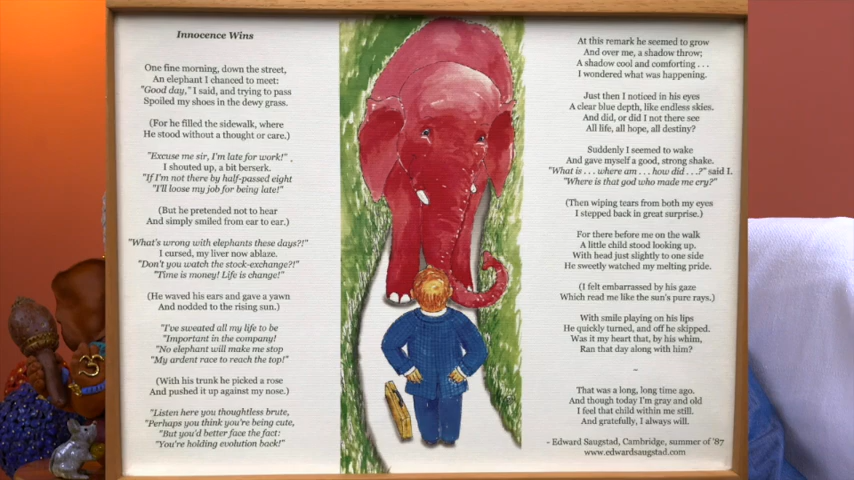 Innocence Wins
One fine morning, down the street,
An elephant I chanced to meet:
"Good day," I said, and trying to pass
Spoiled my shoes in the dewy grass.
(For he filled the sidewalk, where
He stood without a thought or care.)
"Excuse me sir, I'm late for work!" .
I shouted up, a bit berserk.
"If I'm not there by half-passed eight
"I'll loose my job for being late!"
(But he pretended not to hear
And simply smiled from ear to ear.)
"What's wrong with elephants these days?!"
I cursed, my liver now ablaze.
"Don't you watch the stock-exchange?!"
"Time is money! Life is change!"
(He waved his ears and gave a yawn
And nodded to the rising sun.)
"I've sweated all my life to be
"Important in the company!
"No elephant will make me stop
"My ardent race to reach the top!"
(With his trunk he picked a rose
And pushed it up against my nose.)
"Listen here you thoughtless brute,
"Perhaps you think you're being cute,
"But you'd better face the fact:
"You're holding evolution back!"
At this remark he seemed to grow
And over me, a shadow throw;
A shadow cool and comforting . . .
I wondered what was happening.
Just then I noticed in his eyes
A clear blue depth, like endless skies.
And did, or did I not there see
All life, all hope, all destiny?
Suddenly I seemed to wake
And gave myself a good, strong shake.
"What is . . . where am . . . how did . . .?" said I.
"Where is that god who made me cry?"
(Then wiping tears from both my eyes
I stepped back in great surprise.)
For there before me on the walk
A little child stood looking up.
With head just slightly to one side
He sweetly watched my melting pride.
(I felt embarrassed by his gaze
Which read me like the sun's pure rays.)
With smile playing on his lips
He quickly turned, and off he skipped.
Was it my heart that, by his whim,
Ran that day along with him?
~
That was a long, long time ago.
And though today I'm gray and old
I feel that child within me still.
And gratefully, I always will.
- Edward Saugstad, Cambridge, summer of '87
www.edwardsaugstad.com